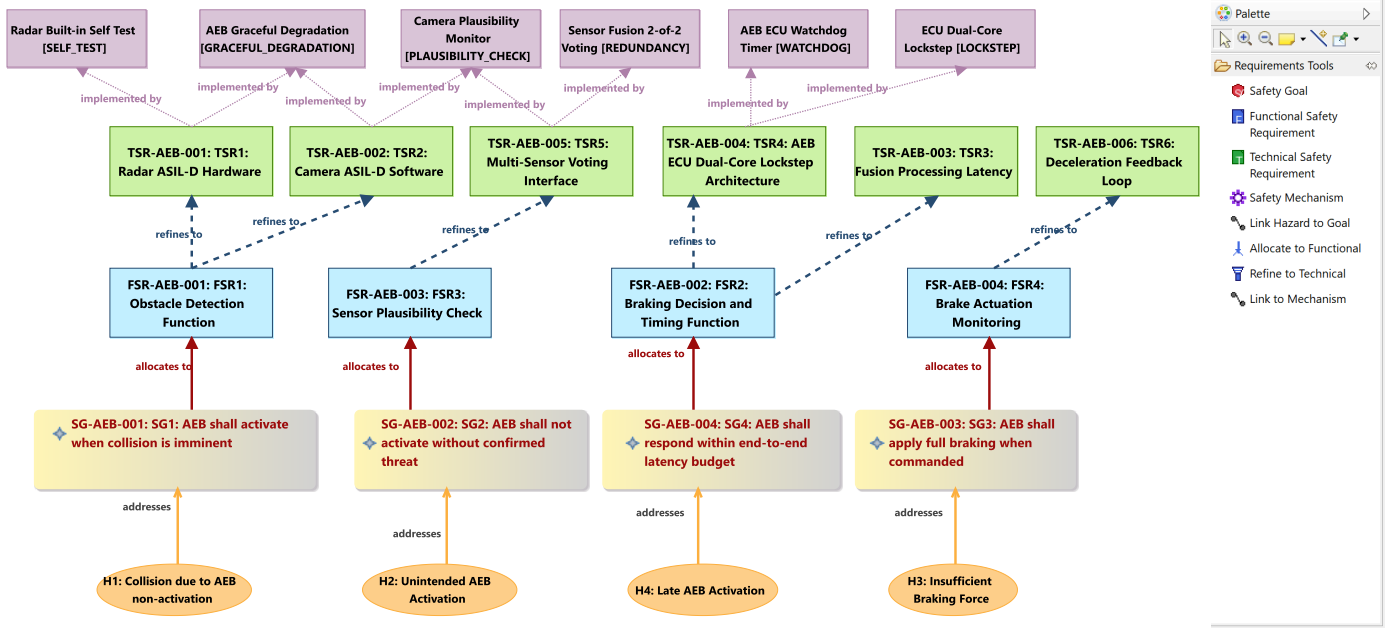 Radar Built-in Self Test
[SELF_TEST]
AEB Graceful Degradation
[GRACEFUL_DEGRADATION]
Camera Plausibility
Monitor
[PLAUSIBILITY_CHECK]
Sensor Fusion 2-of-2
Voting [REDUNDANCY]
AEB ECU Watchdog
Timer [WATCHDOG]
ECU Dual-Core
Lockstep [LOCKSTEP]
implemented by
implemented by
implemented by
implemented by
implemented by
implemented by
implemented by
implemented by
TSR-AEB-001: TSR1:
Radar ASIL-D Hardware
TSR-AEB-002: TSR2:
Camera ASIL-D Software
TSR-AEB-005: TSR5:
Multi-Sensor Voting
Interface
TSR-AEB-004: TSR4: AEB
ECU Dual-Core Lockstep
Architecture
TSR-AEB-003: TSR3:
Fusion Processing Latency
TSR-AEB-006: TSR6:
Deceleration Feedback
Loop
refines to
refines to
refines to
refines to
refines to
refines to
FSR-AEB-001: FSR1:
Obstacle Detection
Function
FSR-AEB-003: FSR3:
Sensor Plausibility Check
FSR-AEB-002: FSR2:
Braking Decision and
Timing Function
FSR-AEB-004: FSR4:
Brake Actuation
Monitoring
allocates to
allocates to
allocates to
allocates to
SG-AEB-001: SG1: AEB shall activate
when collision is imminent
SG-AEB-002: SG2: AEB shall not
activate without confirmed
threat
SG-AEB-004: SG4: AEB shall
respond within end-to-end
latency budget
SG-AEB-003: SG3: AEB shall
apply full braking when
commanded
addresses
addresses
addresses
addresses
H1: Collision due to AEB
non-activation
H2: Unintended AEB
Activation
H4: Late AEB Activation
H3: Insufficient
Braking Force
Palette
Requirements Tools
Safety Goal
Functional Safety
Requirement
Technical Safety
Requirement
Safety Mechanism
Link Hazard to Goal
Allocate to Functional
Refine to Technical
Link to Mechanism